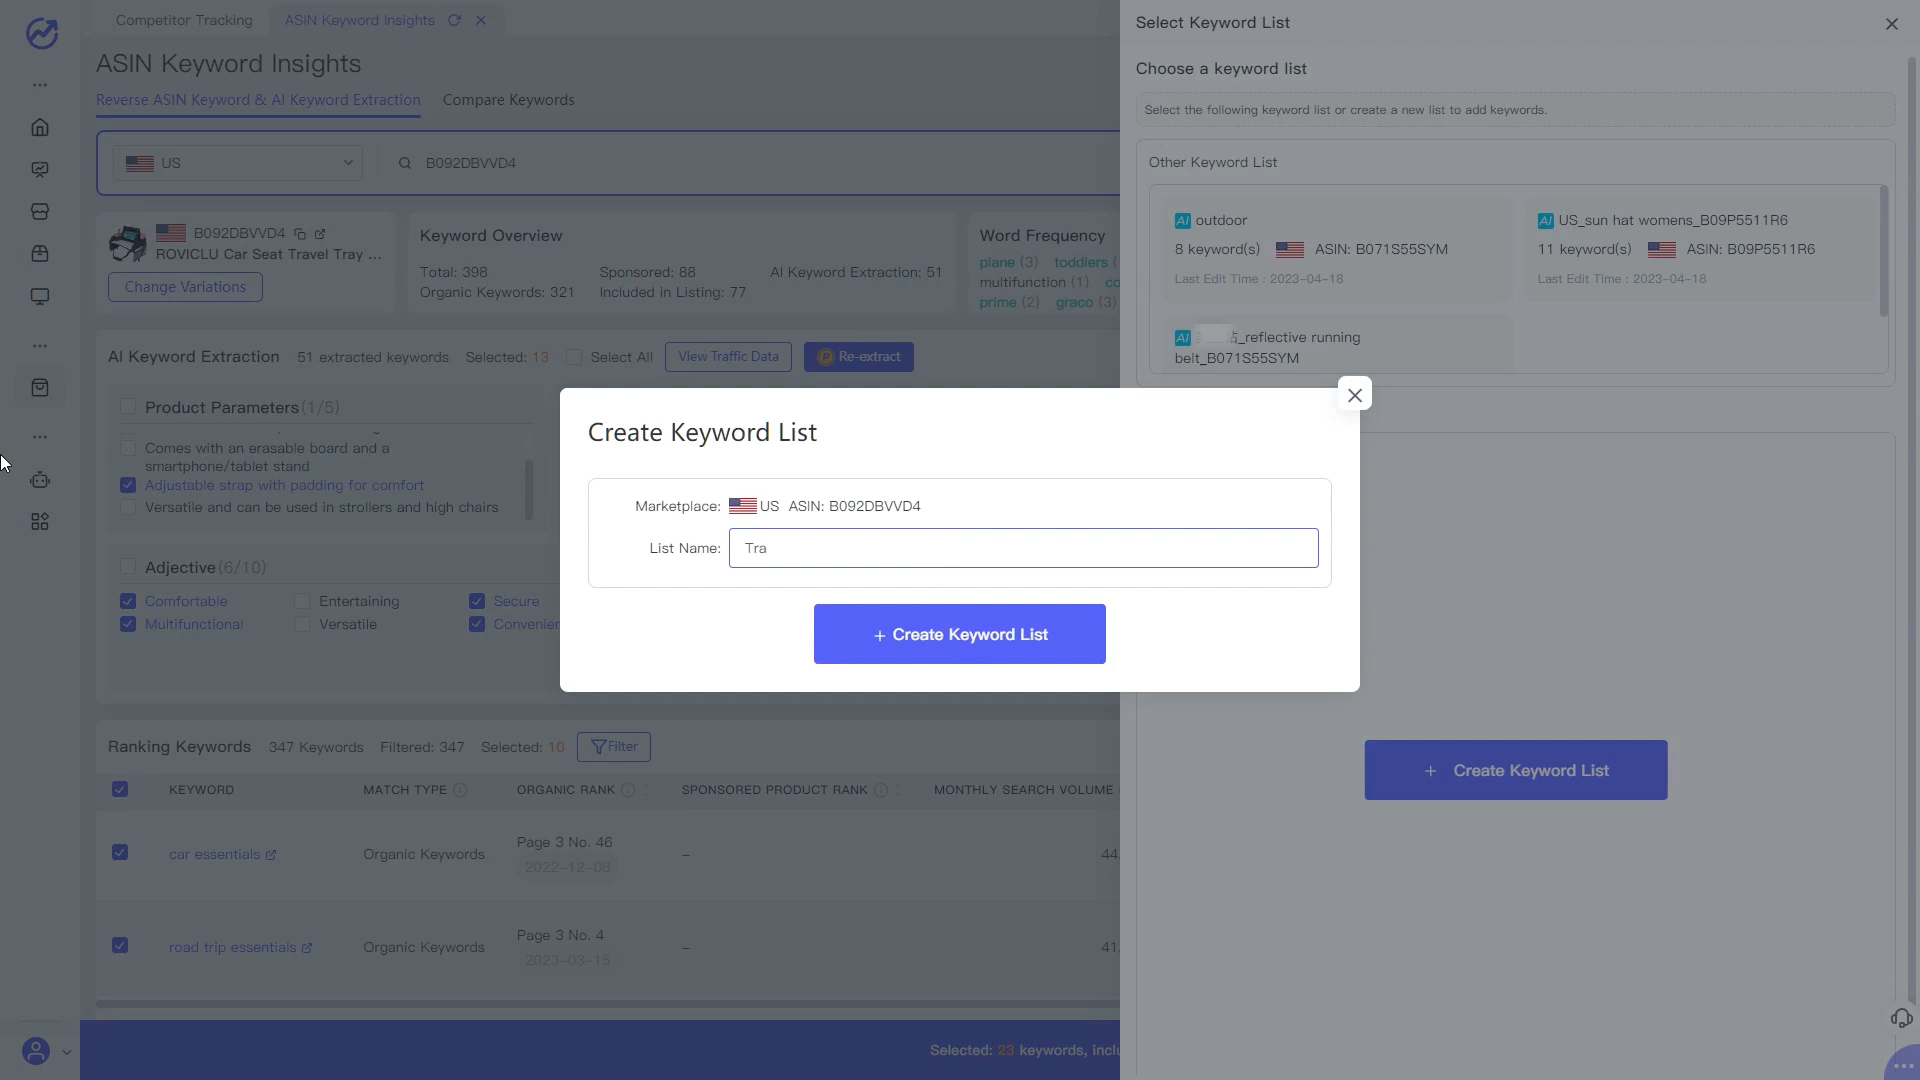 Competitor Tracking
ASIN Keyword Insights
ASIN Keyword Insights
Reverse ASIN Keyword & AI Keyword Extraction
Compare Keywords
US
B092DBVVD4
B092DBVVD4
ROVICLU Car Seat Travel Tray ...
Change Variations
Keyword Overview
Total: 398
Sponsored: 88
AI Keyword Extraction: 51
Organic Keywords: 321
Included in Listing: 77
Word Frequency
plane (3) toddlers (
multifunction (1) co
prime (2) graco (3)
AI Keyword Extraction
51 extracted keywords
Selected: 13
Select All
View Traffic Data
P Re-extract
Product Parameters(1/5)
Comes with an erasable board and a
smartphone/tablet stand
Adjustable strap with padding for comfort
Versatile and can be used in strollers and high chairs
Adjective(6/10)
Comfortable
Entertaining
Secure
Multifunctional
Versatile
Convenien
Ranking Keywords
347 Keywords
Filtered: 347
Selected: 10
Filter
KEYWORD
MATCH TYPE
ORGANIC RANK
SPONSORED PRODUCT RANK
MONTHLY SEARCH VOLUME
car essentials
Organic Keywords
Page 3 No. 46
2022-12-08
–
44
road trip essentials
Organic Keywords
Page 3 No. 4
2023-03-15
–
41
Selected: 23 keywords, inclu
Select Keyword List
Choose a keyword list
Select the following keyword list or create a new list to add keywords.
Other Keyword List
AI outdoor
8 keyword(s)
ASIN: B071S55SYM
Last Edit Time : 2023-04-18
AI US_sun hat womens_B09P5511R6
11 keyword(s)
ASIN: B09P5511R6
Last Edit Time : 2023-04-18
AI _reflective running
belt_B071S55SYM
+ Create Keyword List
Create Keyword List
Marketplace: US ASIN: B092DBVVD4
List Name: Tra
+ Create Keyword List